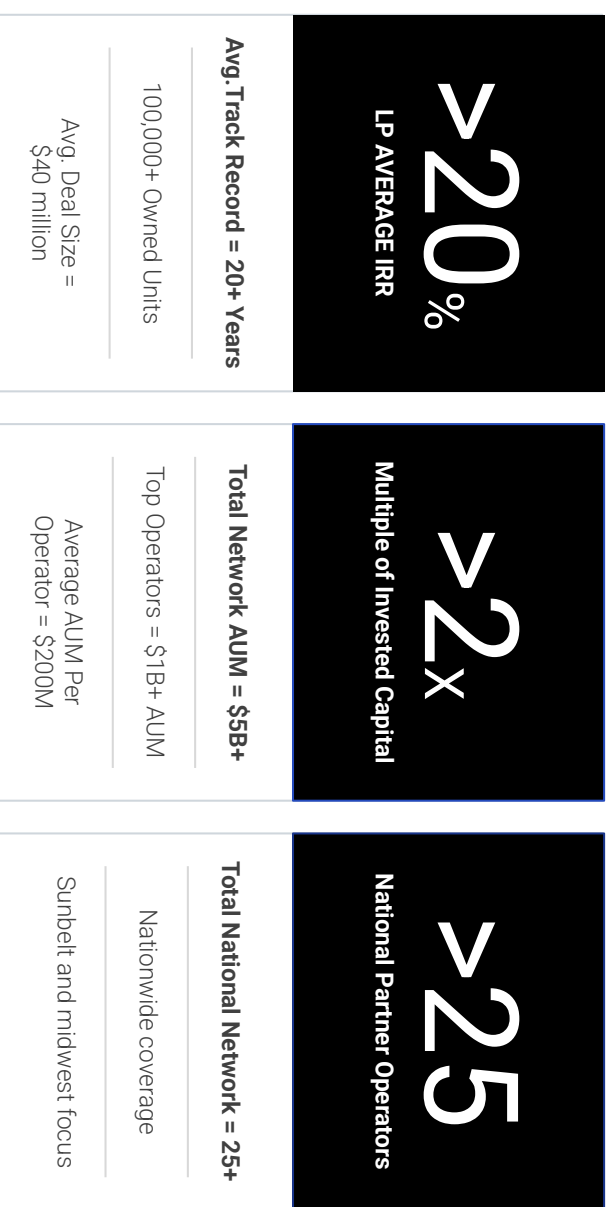 >20%
LP AVERAGE IRR
Avg.Track Record = 20+ Years
100,000+ Owned Units
Avg. Deal Size =
$40 million
>2x
Multiple of Invested Capital
Total Network AUM = $5B+
Top Operators = $1B+ AUM
Average AUM Per
Operator = $200M
>25
National Partner Operators
Total National Network = 25+
Nationwide coverage
Sunbelt and midwest focus